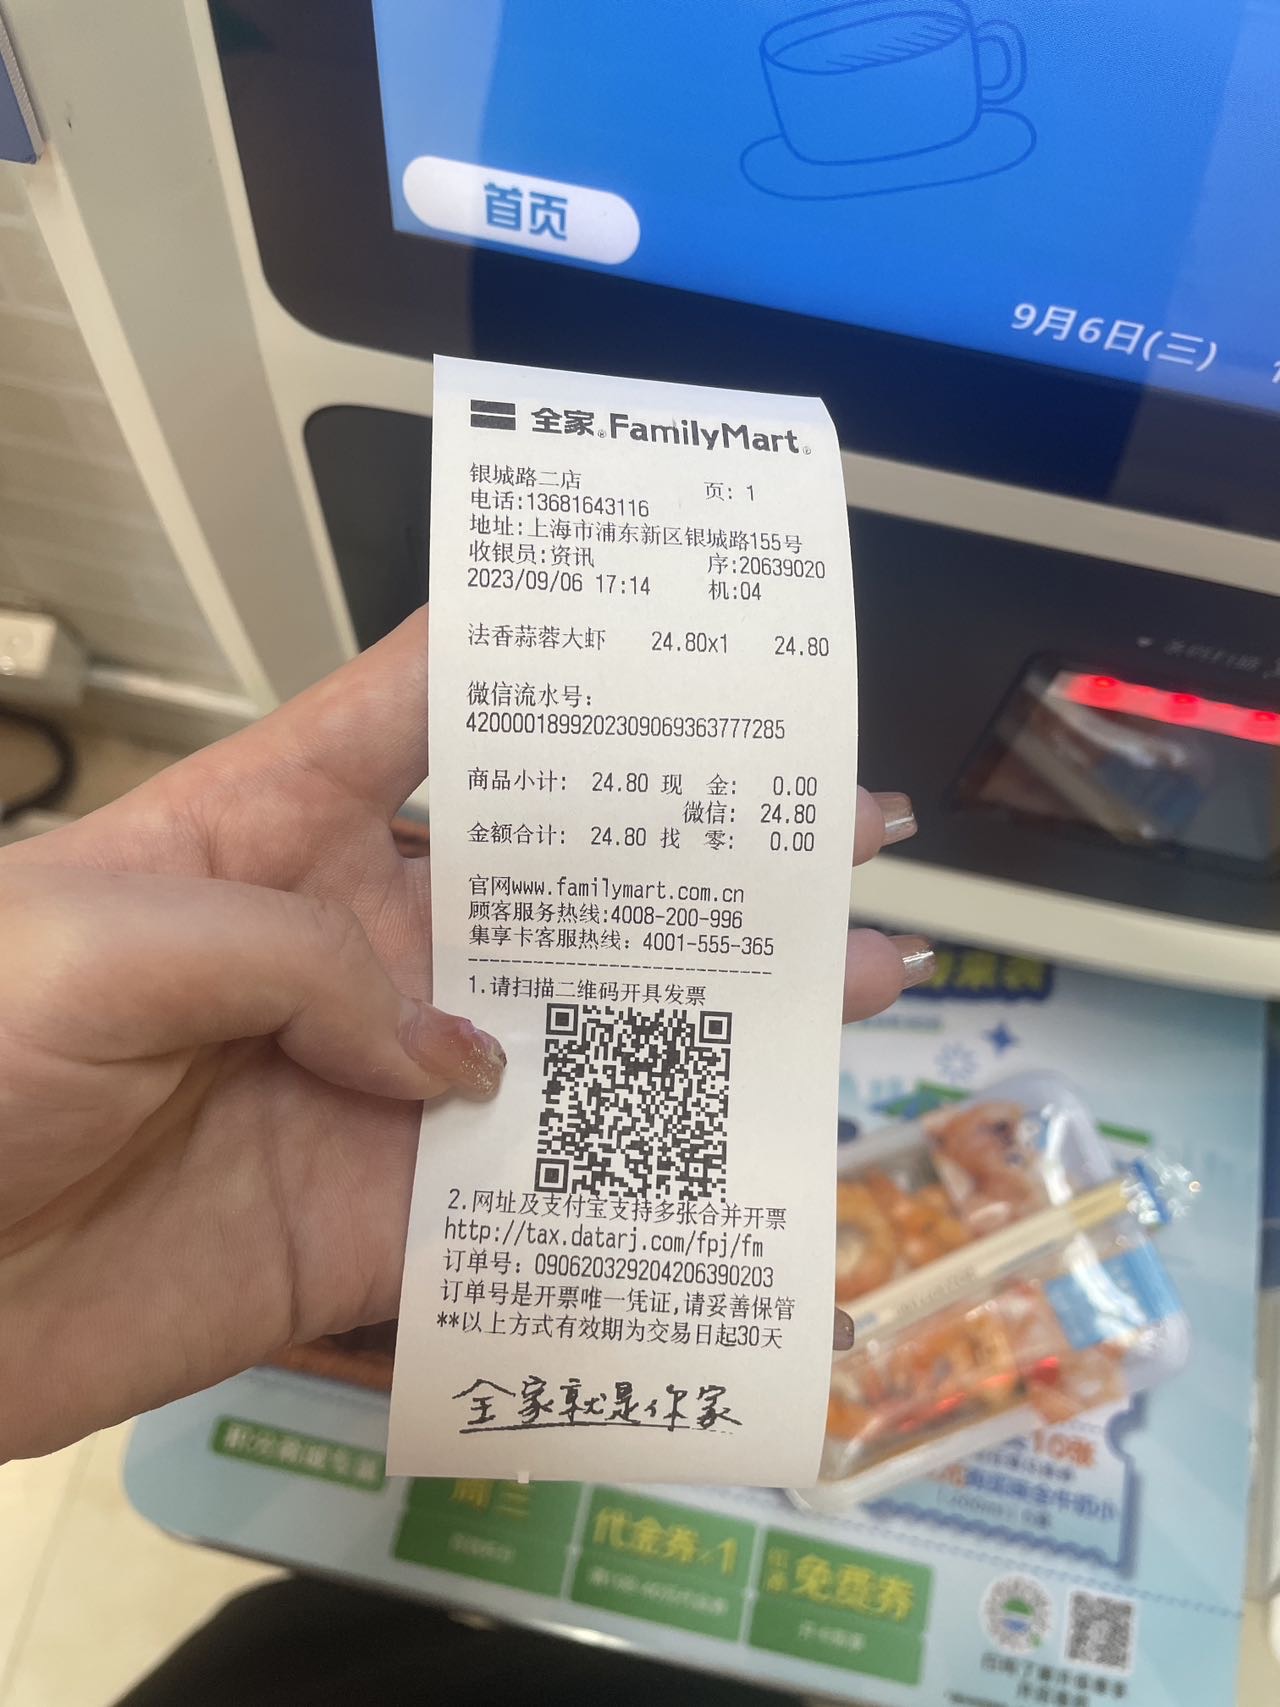 首页
9月6日(三)
全家 FamilyMart
银城路二店 页: 1
电话:13681643116
地址:上海市浦东新区银城路155号
收银员:资讯 序:20639020
2023/09/06 17:14 机:04
法香蒜蓉大虾 24.80x1 24.80
微信流水号:
4200001899202309069363777285
商品小计: 24.80 现 金: 0.00
微信: 24.80
金额合计: 24.80 找 零: 0.00
官网www.familymart.com.cn
顾客服务热线:4008-200-996
集享卡客服热线: 4001-555-365
1.请扫描二维码开具发票
2.网址及支付宝支持多张合并开票
http://tax.datarj.com/fpj/fm
订单号: 090620329204206390203
订单号是开票唯一凭证,请妥善保管
**以上方式有效期为交易日起30天
全家就是你家
10张
周三
代金券×1
免费券